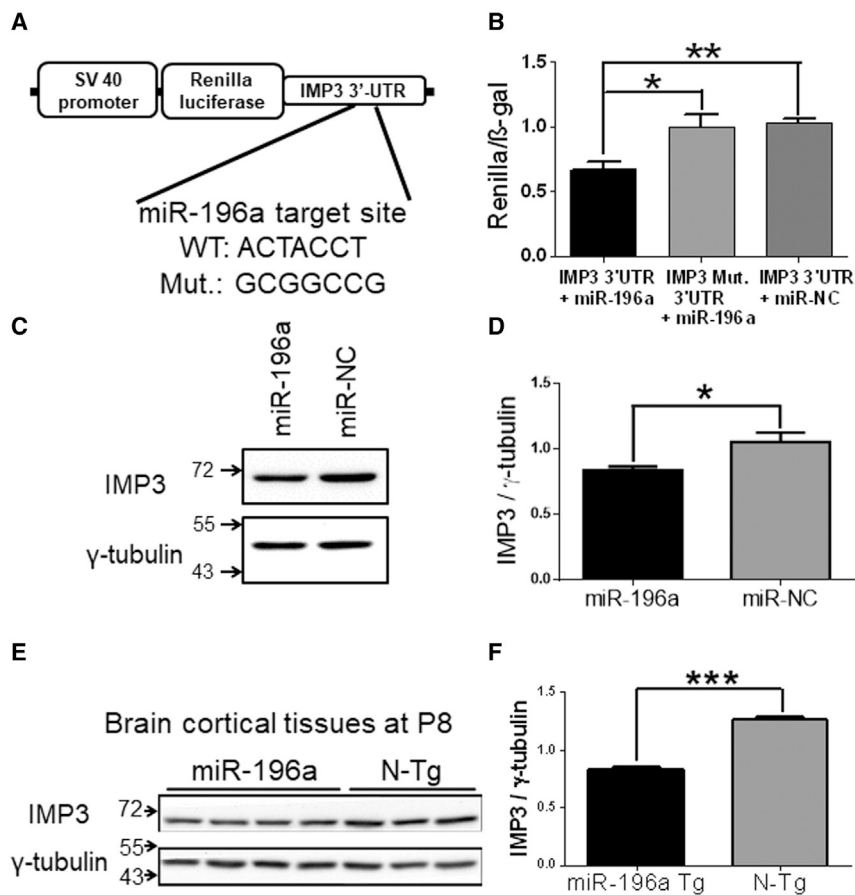 A
SV 40
promoter
Renilla
luciferase
IMP3 3'-UTR
miR-196a target site
WT: ACTACCT
Mut.: GCGGCCG
B
Renilla/ß-gal
1.5
1.0
0.5
0.0
*
**
IMP3 3'UTR
+ miR-196a
IMP3 Mut.
3'UTR
+ miR-196a
IMP3 3'UTR
+ miR-NC
C
miR-196a
miR-NC
IMP3
72
55
γ-tubulin
43
D
IMP3 / γ-tubulin
1.5
1.0
0.5
0.0
*
miR-196a
miR-NC
E
Brain cortical tissues at P8
miR-196a
N-Tg
IMP3
72
55
γ-tubulin
43
F
IMP3 / γ-tubulin
1.5
1.0
0.5
0.0
***
miR-196a Tg
N-Tg